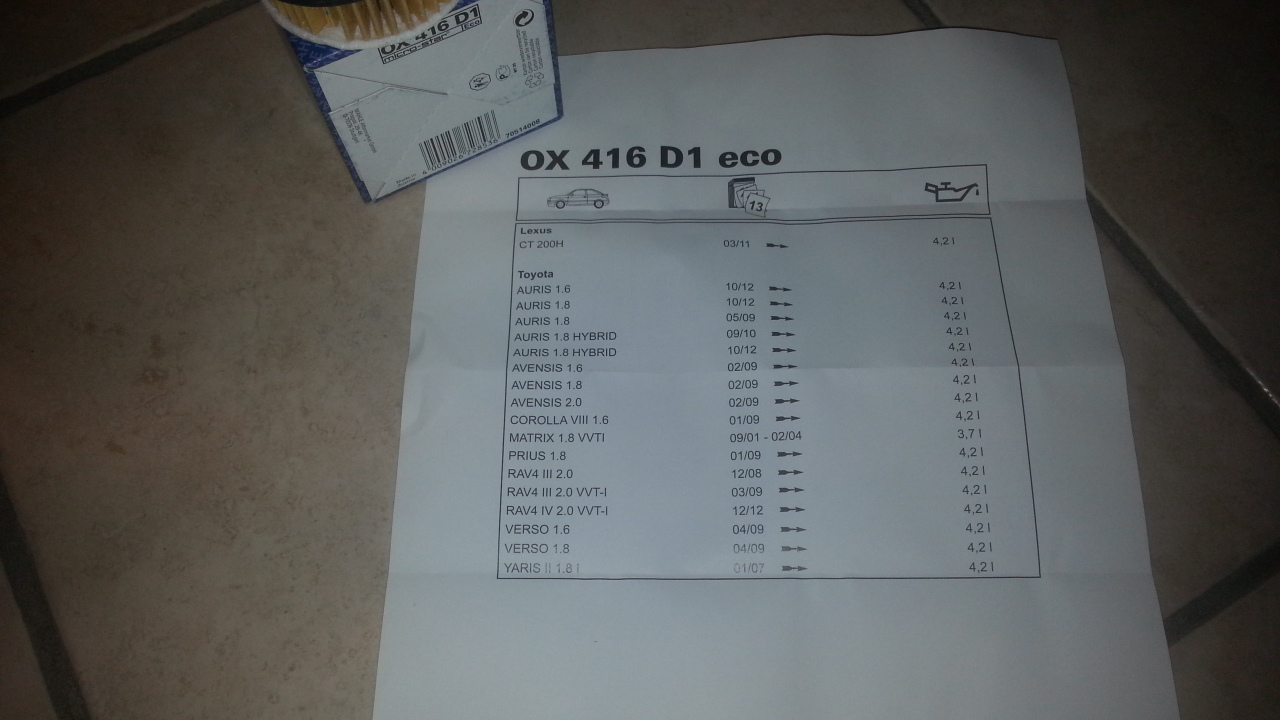 OX 416 D1
micro-star Eco
70514006
Made in
OX 416 D1 eco
13
Lexus
CT 200H 03/11 4,2 l
Toyota
AURIS 1.6 10/12 4,2 l
AURIS 1.8 10/12 4,2 l
AURIS 1.8 05/09 4,2 l
AURIS 1.8 HYBRID 09/10 4,2 l
AURIS 1.8 HYBRID 10/12 4,2 l
AVENSIS 1.6 02/09 4,2 l
AVENSIS 1.8 02/09 4,2 l
AVENSIS 2.0 02/09 4,2 l
COROLLA VIII 1.6 01/09 4,2 l
MATRIX 1.8 VVTI 09/01 - 02/04 3,7 l
PRIUS 1.8 01/09 4,2 l
RAV4 III 2.0 12/08 4,2 l
RAV4 III 2.0 VVT-I 03/09 4,2 l
RAV4 IV 2.0 VVT-I 12/12 4,2 l
VERSO 1.6 04/09 4,2 l
VERSO 1.8 04/09 4,2 l
YARIS II 1.8 l 01/07 4,2 l